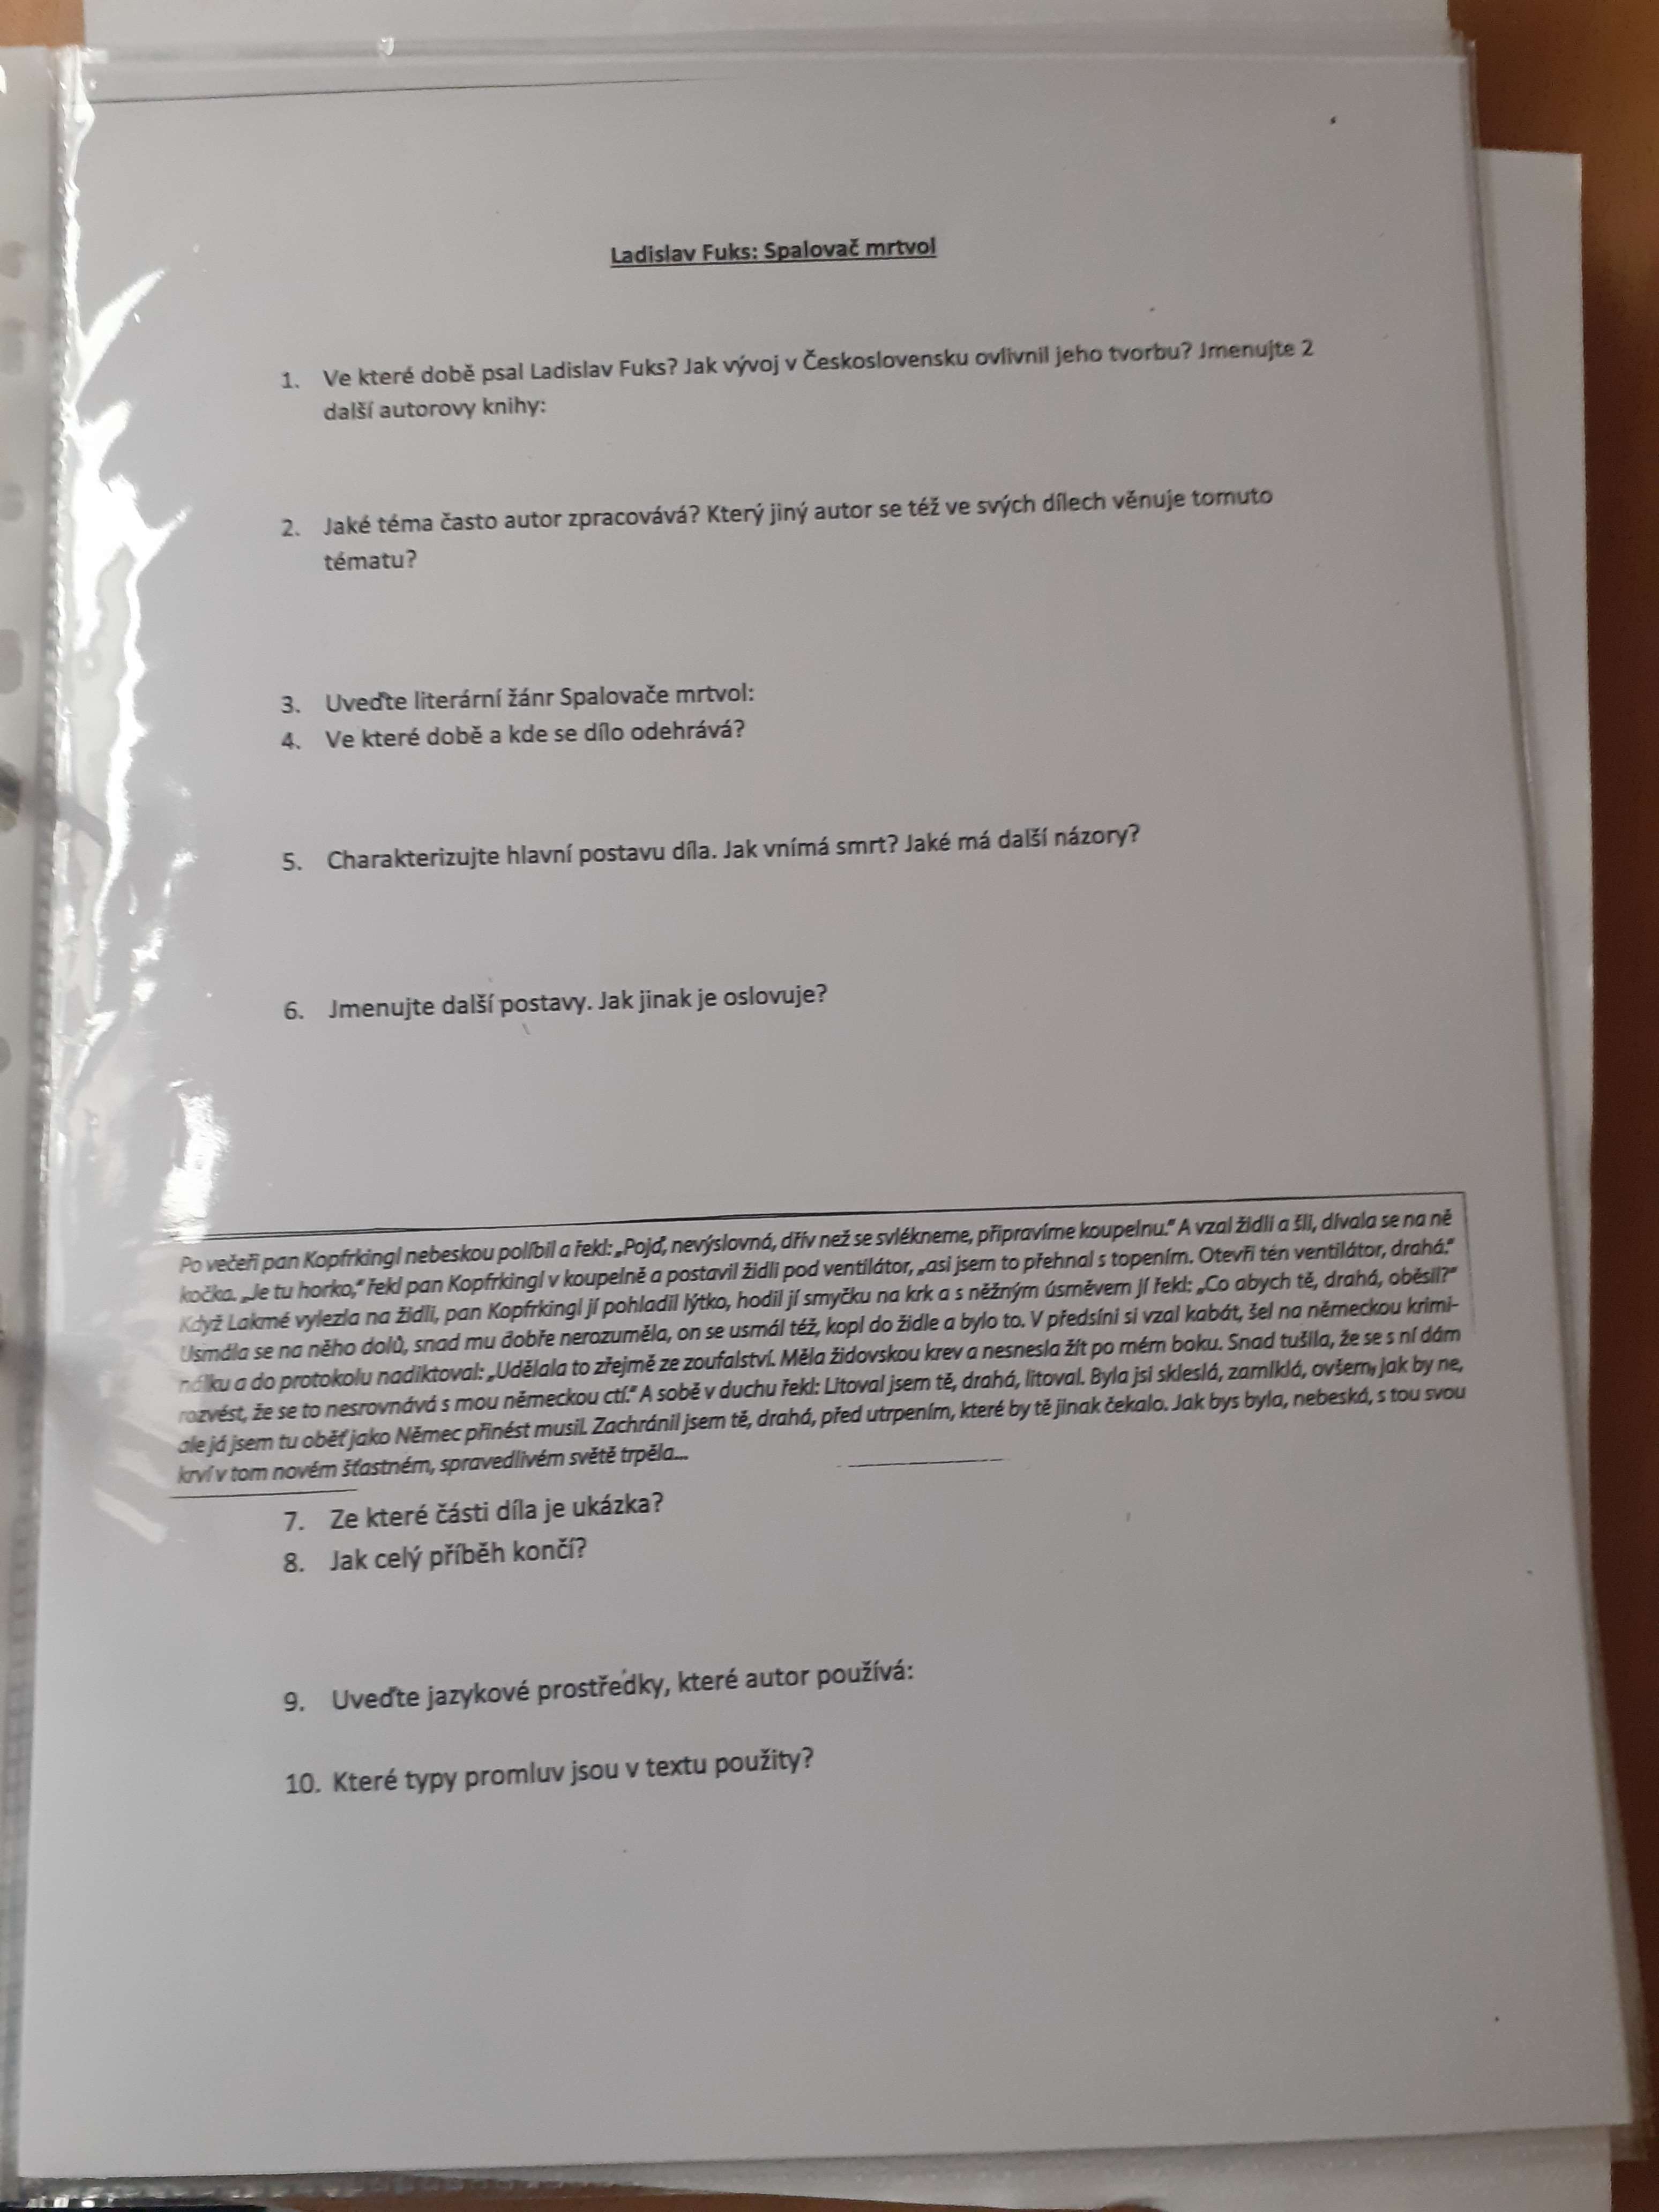 Ladislav Fuks: Spalovač mrtvol
1. Ve které době psal Ladislav Fuks? Jak vývoj v Československu ovlivnil jeho tvorbu? Jmenujte 2
další autorovy knihy:
2. Jaké téma často autor zpracovává? Který jiný autor se též ve svých dílech věnuje tomuto
tématu?
3. Uveďte literární žánr Spalovače mrtvol:
4. Ve které době a kde se dílo odehrává?
5. Charakterizujte hlavní postavu díla. Jak vnímá smrt? Jaké má další názory?
6. Jmenujte další postavy. Jak jinak je oslovuje?
Po večeři pan Kopfrkingl nebeskou políbil a řekl: „Pojď, nevýslovná, dřív než se svlékneme, připravíme koupelnu.“ A vzal židli a šli, dívala se na ně
kočka. „Je tu horko,“ řekl pan Kopfrkingl v koupelně a postavil židli pod ventilátor, „asi jsem to přehnal s topením. Otevři ten ventilátor, drahá.“
Když Lakmé vylezla na židli, pan Kopfrkingl jí pohladil lýtko, hodil jí smyčku na krk a s něžným úsměvem jí řekl: „Co abych tě, drahá, oběsil?“
Usmála se na něho dolů, snad mu dobře nerozuměla, on se usmál též, kopl do židle a bylo to. V předsíni si vzal kabát, šel na německou krimi-
nálku a do protokolu nadiktoval: „Udělala to zřejmě ze zoufalství. Měla židovskou krev a nesnesla žít po mém boku. Snad tušila, že se s ní dám
rozvést, že se to nesrovnává s mou německou ctí.“ A sobě v duchu řekl: Litoval jsem tě, drahá, litoval. Byla jsi skleslá, zamlklá, ovšem, jak by ne,
ale já jsem tu oběť jako Němec přinést musil. Zachránil jsem tě, drahá, před utrpením, které by tě jinak čekalo. Jak bys byla, nebeská, s tou svou
krví v tom novém šťastném, spravedlivém světě trpěla...
7. Ze které části díla je ukázka?
8. Jak celý příběh končí?
9. Uveďte jazykové prostředky, které autor používá:
10. Které typy promluv jsou v textu použity?